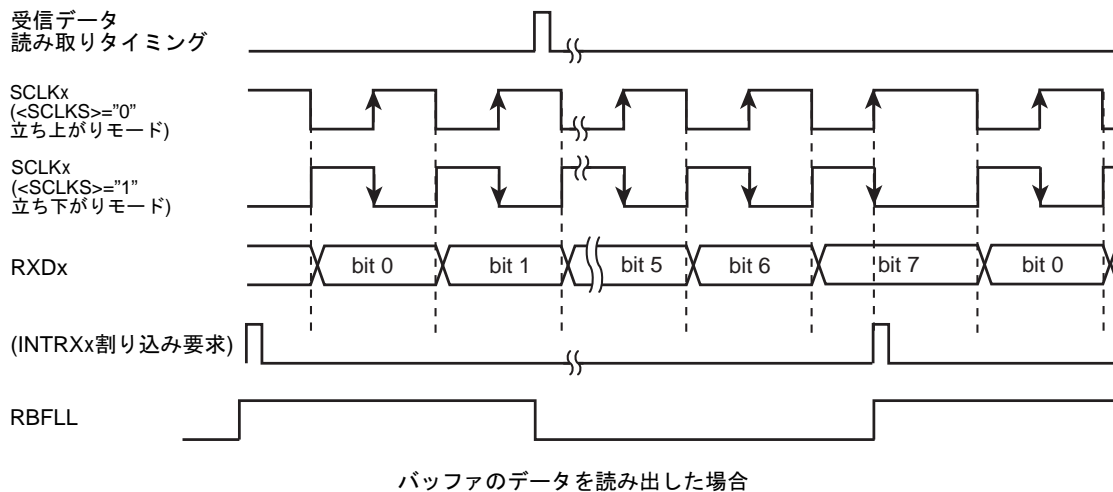 受信データ
読み取りタイミング
SCLKx
(<SCLKS>="0"
立ち上がりモード)
SCLKx
(<SCLKS>="1"
立ち下がりモード)
RXDx
bit 0
bit 1
bit 5
bit 6
bit 7
bit 0
(INTRXx割り込み要求)
RBFLL
バッファのデータを読み出した場合